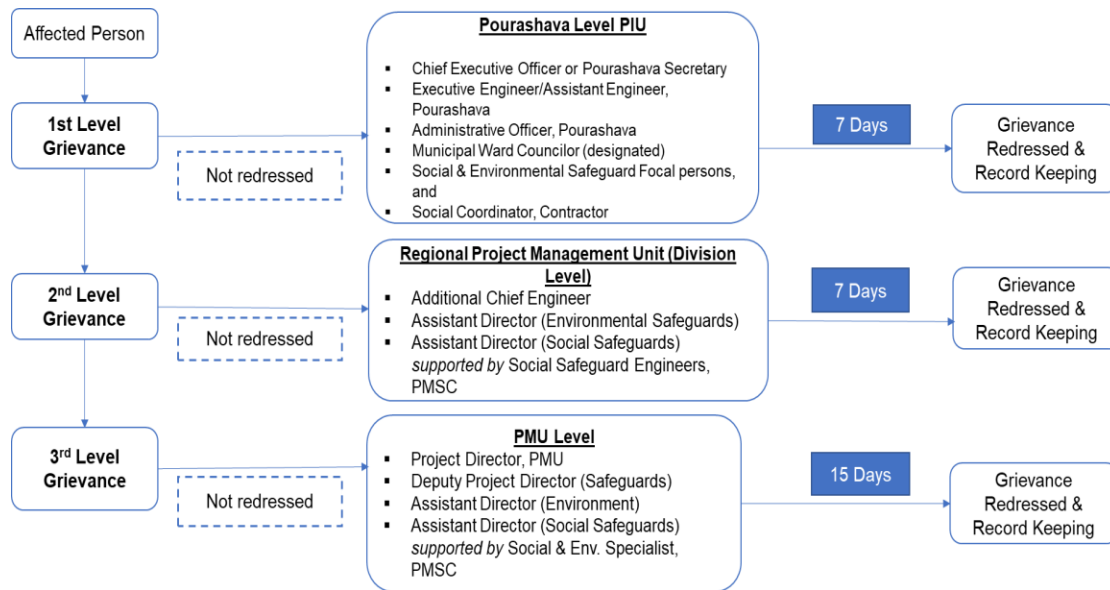 Affected Person
Pourashava Level PIU
▪ Chief Executive Officer or Pourashava Secretary
▪ Executive Engineer/Assistant Engineer,
Pourashava
▪ Administrative Officer, Pourashava
▪ Municipal Ward Councilor (designated)
▪ Social & Environmental Safeguard Focal persons,
and
▪ Social Coordinator, Contractor
1st Level
Grievance
Not redressed
7 Days
Grievance
Redressed &
Record Keeping
Regional Project Management Unit (Division
Level)
▪ Additional Chief Engineer
▪ Assistant Director (Environmental Safeguards)
▪ Assistant Director (Social Safeguards)
supported by Social Safeguard Engineers,
PMSC
2nd Level
Grievance
Not redressed
7 Days
Grievance
Redressed &
Record Keeping
PMU Level
▪ Project Director, PMU
▪ Deputy Project Director (Safeguards)
▪ Assistant Director (Environment)
▪ Assistant Director (Social Safeguards)
supported by Social & Env. Specialist,
PMSC
3rd Level
Grievance
Not redressed
15 Days
Grievance
Redressed &
Record Keeping